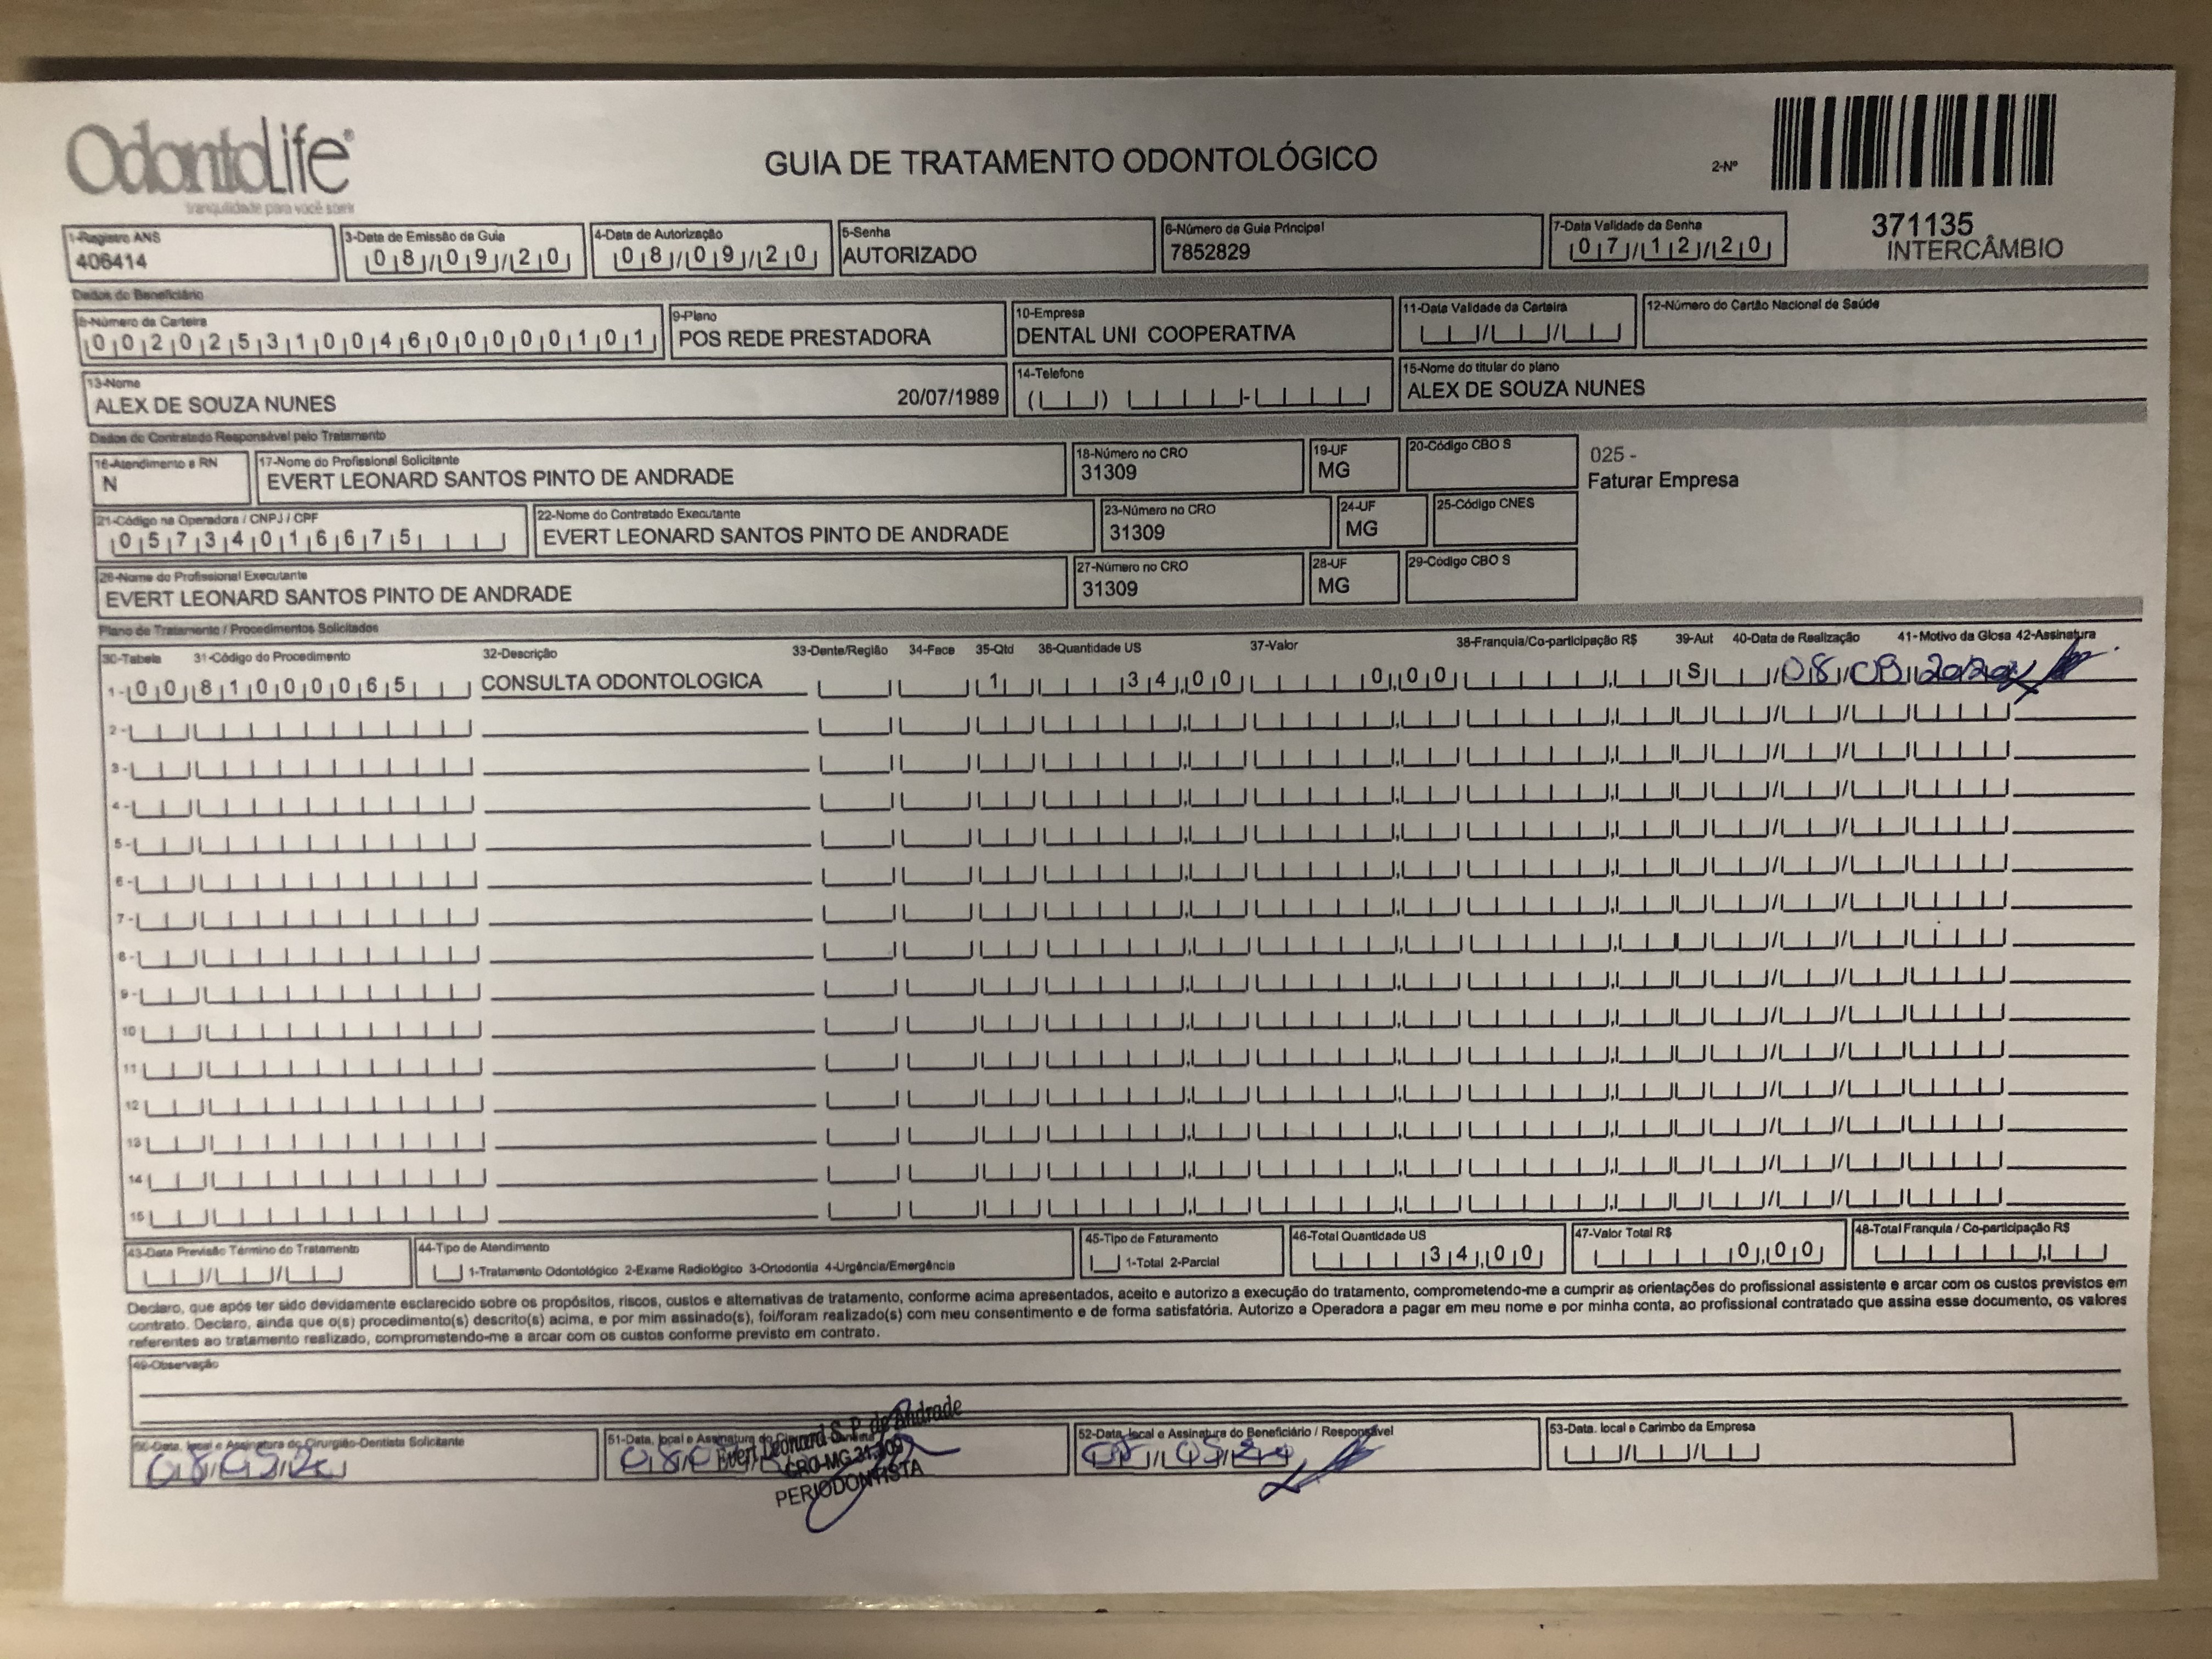 OdontoLife®
tranquilidade para você sorrir
GUIA DE TRATAMENTO ODONTOLÓGICO
2-Nº
371135
INTERCÂMBIO
1-Registro ANS
406414
3-Data de Emissão da Guia
08/09/20
4-Data de Autorização
08/09/20
5-Senha
AUTORIZADO
6-Número da Guia Principal
7852829
7-Data Validade da Senha
07/12/20
Dados do Beneficiário
8-Número da Carteira
00202531004600000101
9-Plano
POS REDE PRESTADORA
10-Empresa
DENTAL UNI COOPERATIVA
11-Data Validade da Carteira
12-Número do Cartão Nacional de Saúde
13-Nome
ALEX DE SOUZA NUNES 20/07/1989
14-Telefone
15-Nome do titular do plano
ALEX DE SOUZA NUNES
Dados do Contratado Responsável pelo Tratamento
16-Atendimento a RN
N
17-Nome do Profissional Solicitante
EVERT LEONARD SANTOS PINTO DE ANDRADE
18-Número no CRO
31309
19-UF
MG
20-Código CBO S
025 -
Faturar Empresa
21-Código na Operadora / CNPJ / CPF
05734016675
22-Nome do Contratado Executante
EVERT LEONARD SANTOS PINTO DE ANDRADE
23-Número no CRO
31309
24-UF
MG
25-Código CNES
26-Nome do Profissional Executante
EVERT LEONARD SANTOS PINTO DE ANDRADE
27-Número no CRO
31309
28-UF
MG
29-Código CBO S
Plano de Tratamento / Procedimentos Solicitados
30-Tabela 31-Código do Procedimento 32-Descrição 33-Dente/Região 34-Face 35-Qtd 36-Quantidade US 37-Valor 38-Franquia/Co-participação R$ 39-Aut 40-Data de Realização 41-Motivo da Glosa 42-Assinatura
1- 00 81000065 CONSULTA ODONTOLOGICA 1 34,00 0,00 S 08/09/2020
2-
3-
4-
5-
6-
7-
8-
9-
10
11
12
13
14
15
43-Data Previsão Término do Tratamento
44-Tipo de Atendimento
1-Tratamento Odontológico 2-Exame Radiológico 3-Ortodontia 4-Urgência/Emergência
45-Tipo de Faturamento
1-Total 2-Parcial
46-Total Quantidade US
34,00
47-Valor Total R$
0,00
48-Total Franquia / Co-participação R$
Declaro, que após ter sido devidamente esclarecido sobre os propósitos, riscos, custos e alternativas de tratamento, conforme acima apresentados, aceito e autorizo a execução do tratamento, comprometendo-me a cumprir as orientações do profissional assistente e arcar com os custos previstos em
contrato. Declaro, ainda que o(s) procedimento(s) descrito(s) acima, e por mim assinado(s), foi/foram realizado(s) com meu consentimento e de forma satisfatória. Autorizo a Operadora a pagar em meu nome e por minha conta, ao profissional contratado que assina esse documento, os valores
referentes ao tratamento realizado, comprometendo-me a arcar com os custos conforme previsto em contrato.
49-Observação
50-Data, local e Assinatura do Cirurgião-Dentista Solicitante
51-Data, local e Assinatura do
Evert Leonard S. P. de Andrade
CRO-MG 31.309
PERIODONTISTA
52-Data, local e Assinatura do Beneficiário / Responsável
53-Data, local e Carimbo da Empresa